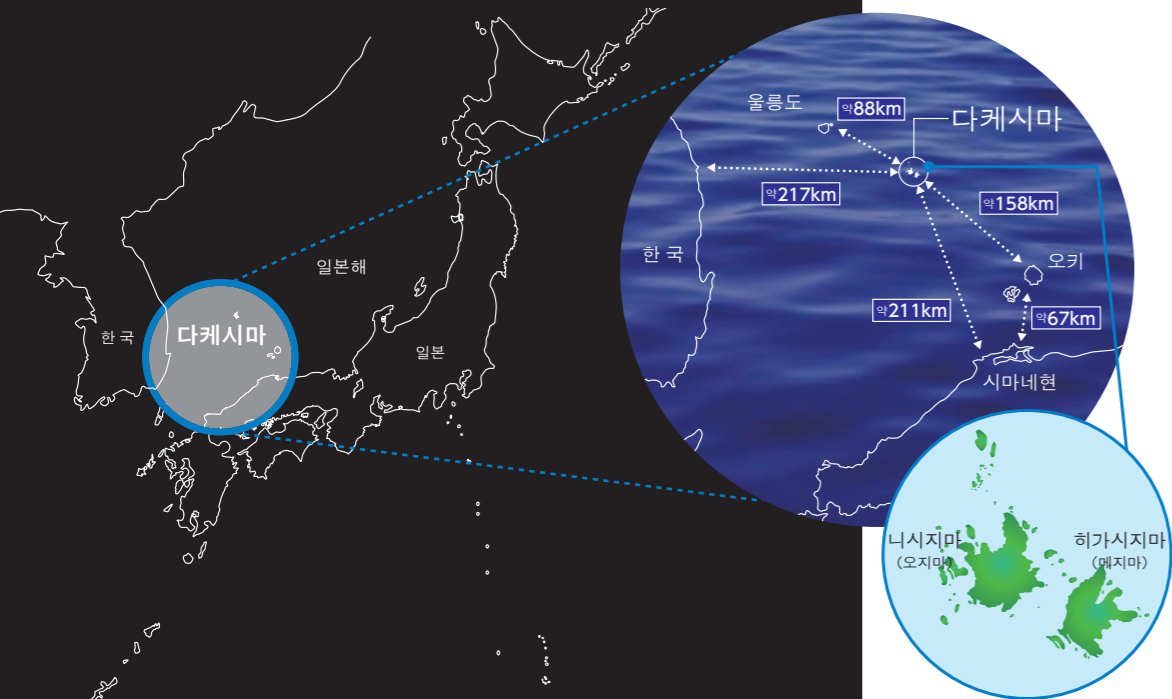 일본해
한 국
다케시마
일본
울릉도
약88km
다케시마
약217km
약158km
한 국
오키
약211km
약67km
시마네현
니시지마
(오지마)
히가시지마
(메지마)